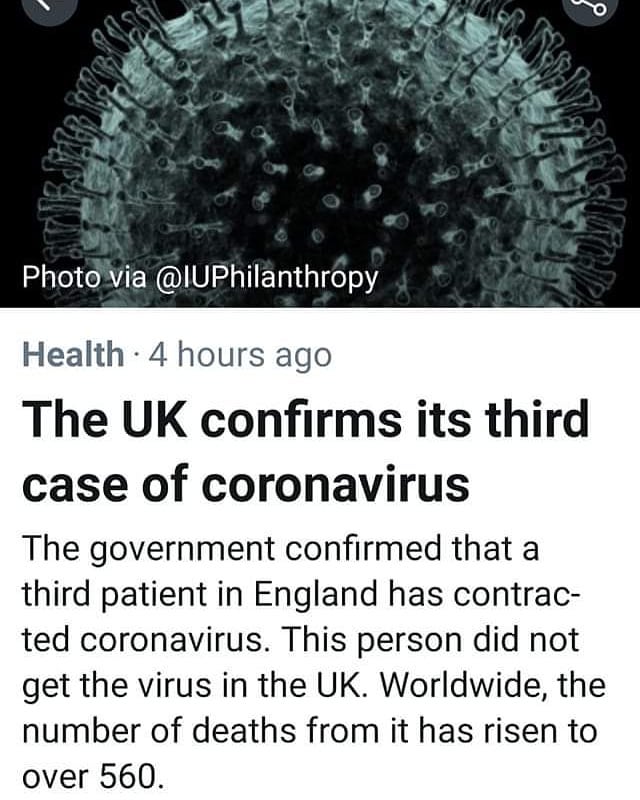 Photo via @IUPhilanthropy
Health · 4 hours ago
The UK confirms its third
case of coronavirus
The government confirmed that a
third patient in England has contrac-
ted coronavirus. This person did not
get the virus in the UK. Worldwide, the
number of deaths from it has risen to
over 560.